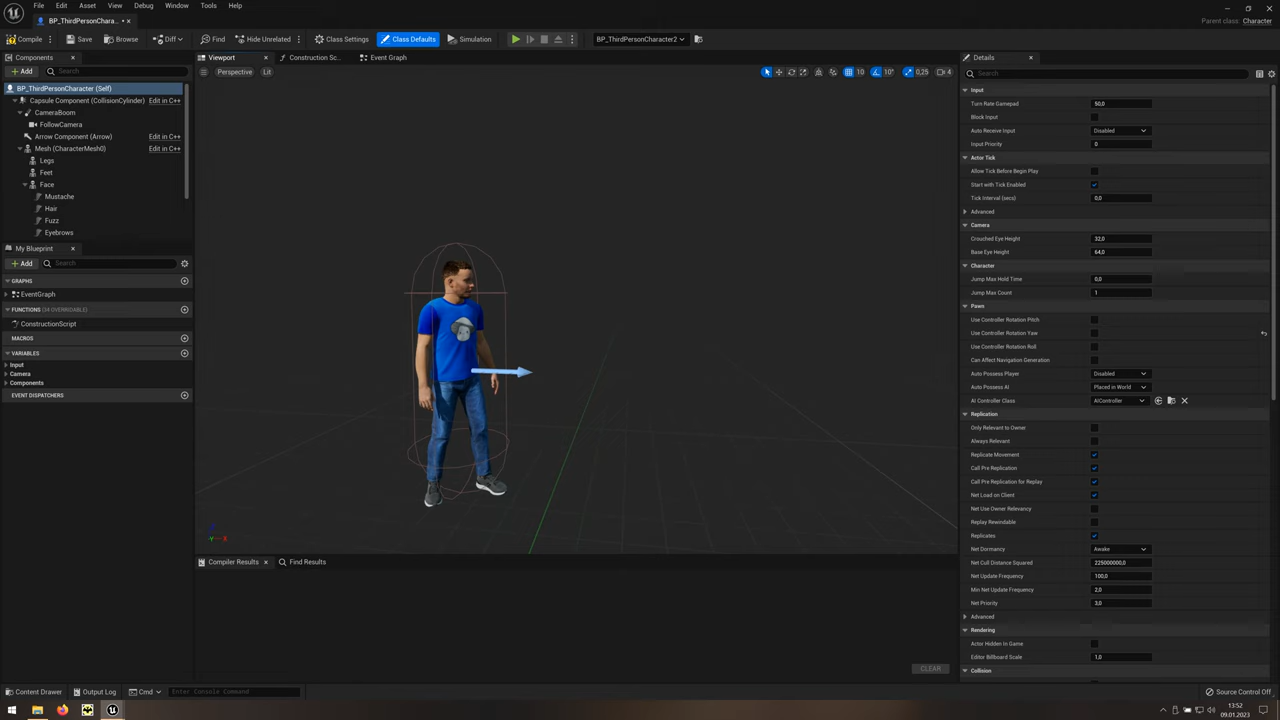 File Edit Asset View Debug Window Tools Help
BP_ThirdPersonChara... •
Parent class: Character
Compile Save Browse Diff Find Hide Unrelated Class Settings Class Defaults Simulation BP_ThirdPersonCharacter2
Components
Viewport Construction Sc... Event Graph
Details
Add Search
Perspective Lit 10 10° 0,25 4
Search
BP_ThirdPersonCharacter (Self)
Capsule Component (CollisionCylinder) Edit in C++
CameraBoom
FollowCamera
Arrow Component (Arrow) Edit in C++
Mesh (CharacterMesh0) Edit in C++
Legs
Feet
Face
Mustache
Hair
Fuzz
Eyebrows
My Blueprint
Add Search
GRAPHS
EventGraph
FUNCTIONS (34 OVERRIDABLE)
ConstructionScript
MACROS
VARIABLES
Input
Camera
Components
EVENT DISPATCHERS
Input
Turn Rate Gamepad 50,0
Block Input
Auto Receive Input Disabled
Input Priority 0
Actor Tick
Allow Tick Before Begin Play
Start with Tick Enabled
Tick Interval (secs) 0,0
Advanced
Camera
Crouched Eye Height 32,0
Base Eye Height 64,0
Character
Jump Max Hold Time 0,0
Jump Max Count 1
Pawn
Use Controller Rotation Pitch
Use Controller Rotation Yaw
Use Controller Rotation Roll
Can Affect Navigation Generation
Auto Possess Player Disabled
Auto Possess AI Placed in World
AI Controller Class AIController
Replication
Only Relevant to Owner
Always Relevant
Replicate Movement
Call Pre Replication
Call Pre Replication for Replay
Net Load on Client
Net Use Owner Relevancy
Replay Rewindable
Replicates
Net Dormancy Awake
Net Cull Distance Squared 225000000,0
Net Update Frequency 100,0
Min Net Update Frequency 2,0
Net Priority 3,0
Advanced
Rendering
Actor Hidden In Game
Editor Billboard Scale 1,0
Collision
Z
Y X
Compiler Results Find Results
CLEAR
Content Drawer Output Log Cmd Enter Console Command
Source Control Off
13:52
09.01.2023